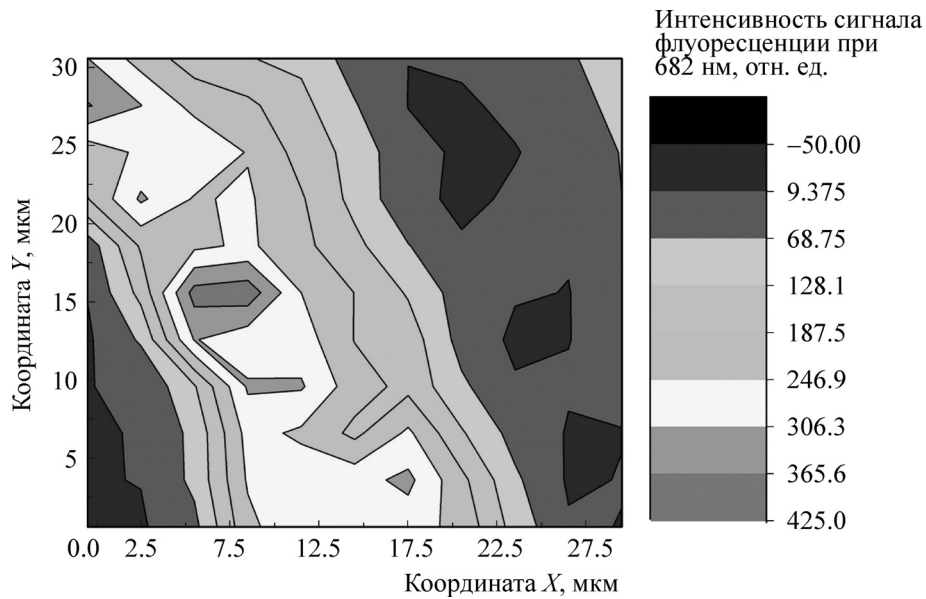 Интенсивность сигнала
флуоресценции при
682 нм, отн. ед.
−50.00
9.375
68.75
128.1
187.5
246.9
306.3
365.6
425.0
Координата Y, мкм
30
25
20
15
10
5
0.0 2.5 7.5 12.5 17.5 22.5 27.5
Координата X, мкм